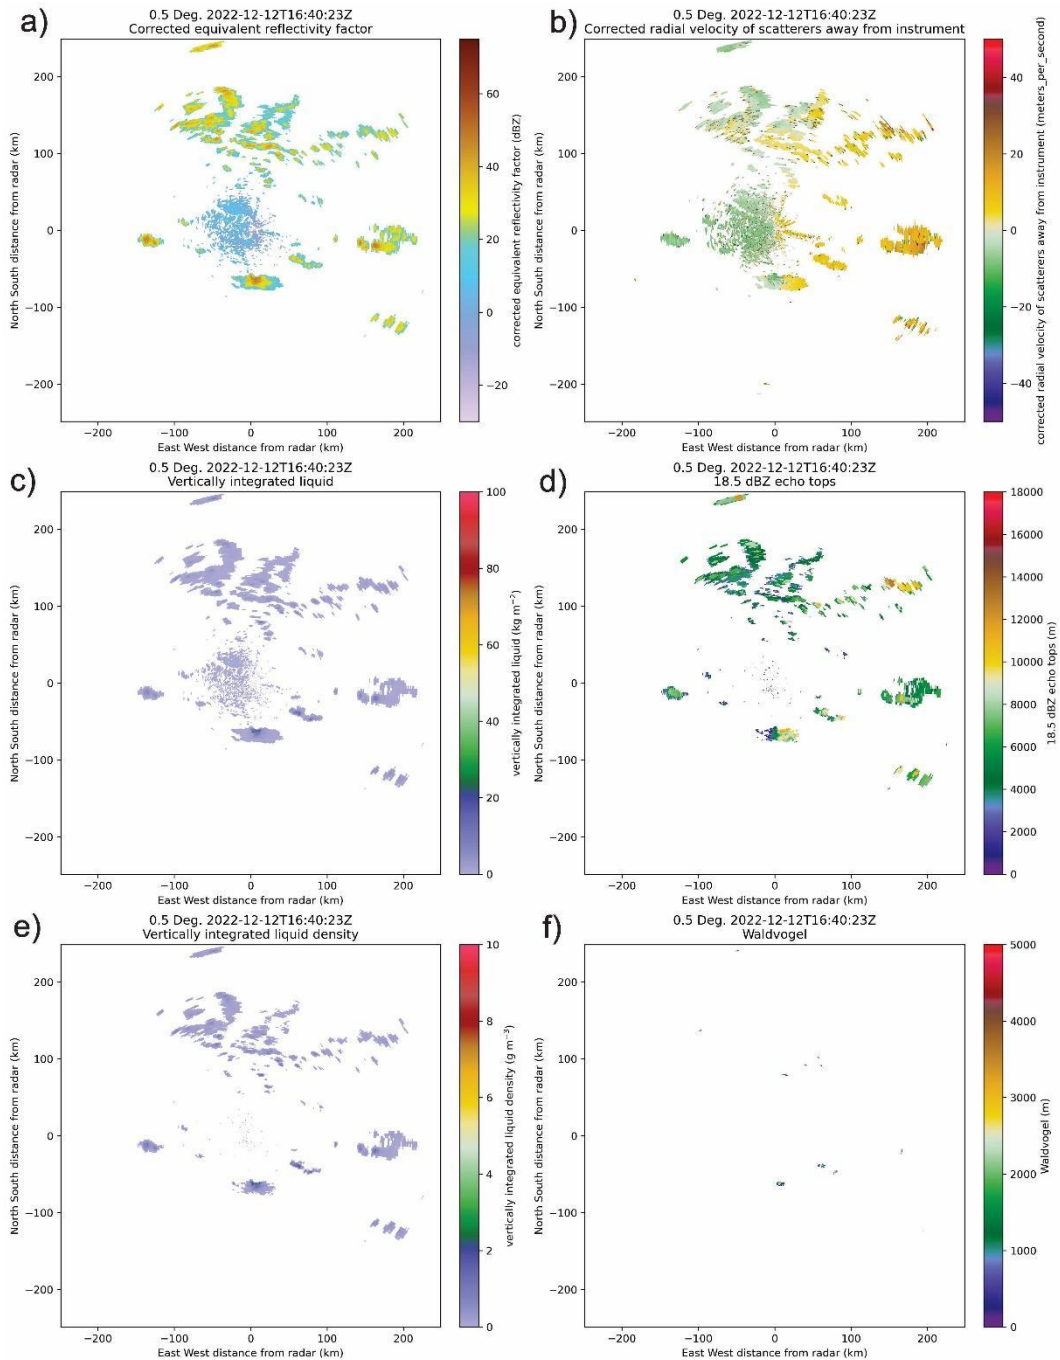 a)
0.5 Deg. 2022-12-12T16:40:23Z
Corrected equivalent reflectivity factor
200
100
0
−100
−200
North South distance from radar (km)
−200 −100 0 100 200
East West distance from radar (km)
60
40
20
0
−20
corrected equivalent reflectivity factor (dBZ)
b)
0.5 Deg. 2022-12-12T16:40:23Z
Corrected radial velocity of scatterers away from instrument
200
100
0
−100
−200
North South distance from radar (km)
−200 −100 0 100 200
East West distance from radar (km)
40
20
0
−20
−40
corrected radial velocity of scatterers away from instrument (meters_per_second)
c)
0.5 Deg. 2022-12-12T16:40:23Z
Vertically integrated liquid
200
100
0
−100
−200
North South distance from radar (km)
−200 −100 0 100 200
East West distance from radar (km)
100
80
60
40
20
0
vertically integrated liquid (kg m⁻²)
d)
0.5 Deg. 2022-12-12T16:40:23Z
18.5 dBZ echo tops
200
100
0
−100
−200
North South distance from radar (km)
−200 −100 0 100 200
East West distance from radar (km)
18000
16000
14000
12000
10000
8000
6000
4000
2000
0
18.5 dBZ echo tops (m)
e)
0.5 Deg. 2022-12-12T16:40:23Z
Vertically integrated liquid density
200
100
0
−100
−200
North South distance from radar (km)
−200 −100 0 100 200
East West distance from radar (km)
10
8
6
4
2
0
vertically integrated liquid density (g m⁻³)
f)
0.5 Deg. 2022-12-12T16:40:23Z
Waldvogel
200
100
0
−100
−200
North South distance from radar (km)
−200 −100 0 100 200
East West distance from radar (km)
5000
4000
3000
2000
1000
0
Waldvogel (m)